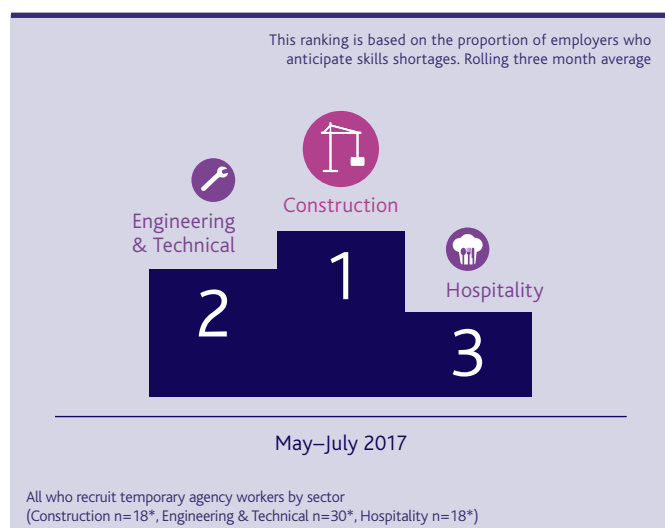 This ranking is based on the proportion of employers who
anticipate skills shortages. Rolling three month average
Construction
Engineering
& Technical
Hospitality
1
2
3
May–July 2017
All who recruit temporary agency workers by sector
(Construction n=18*, Engineering & Technical n=30*, Hospitality n=18*)